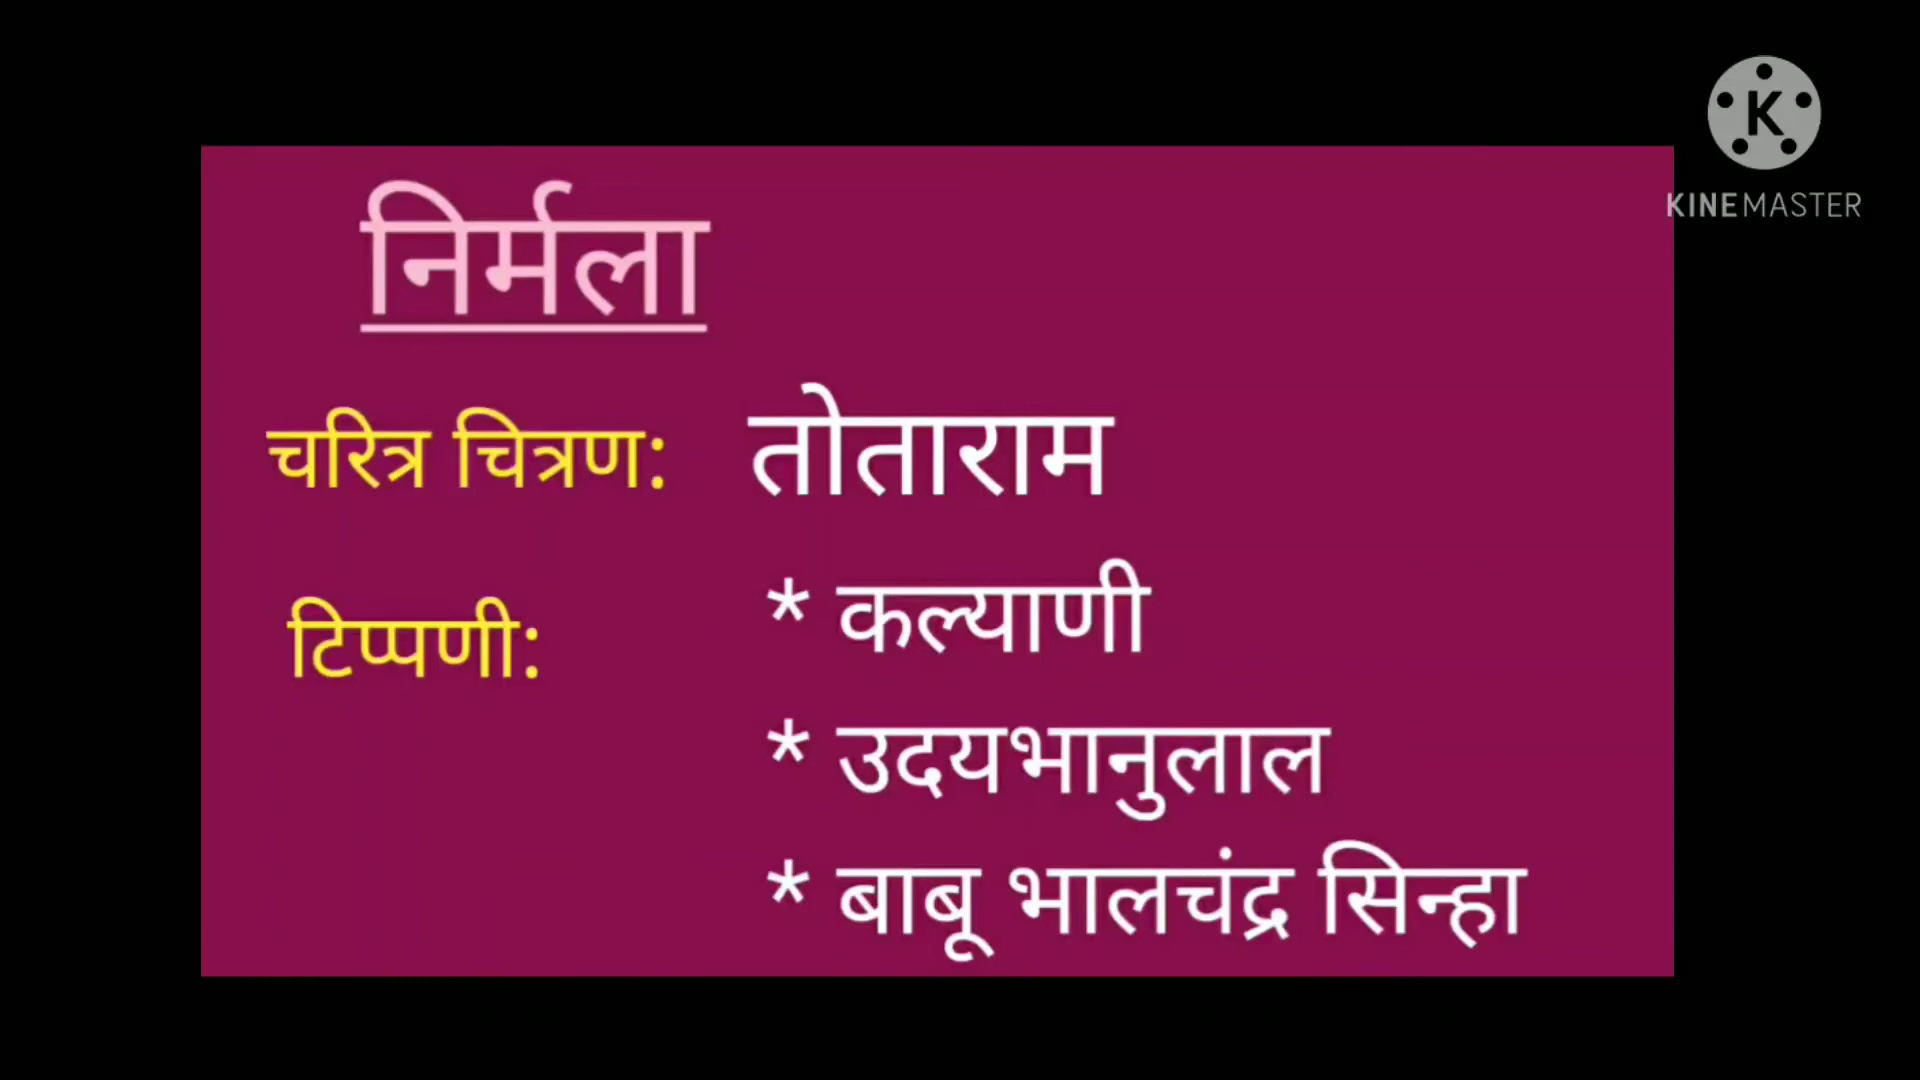 निर्मला
चरित्र चित्रण: तोताराम
टिप्पणी: * कल्याणी
* उदयभानुलाल
* बाबू भालचंद्र सिन्हा
K
KINEMASTER